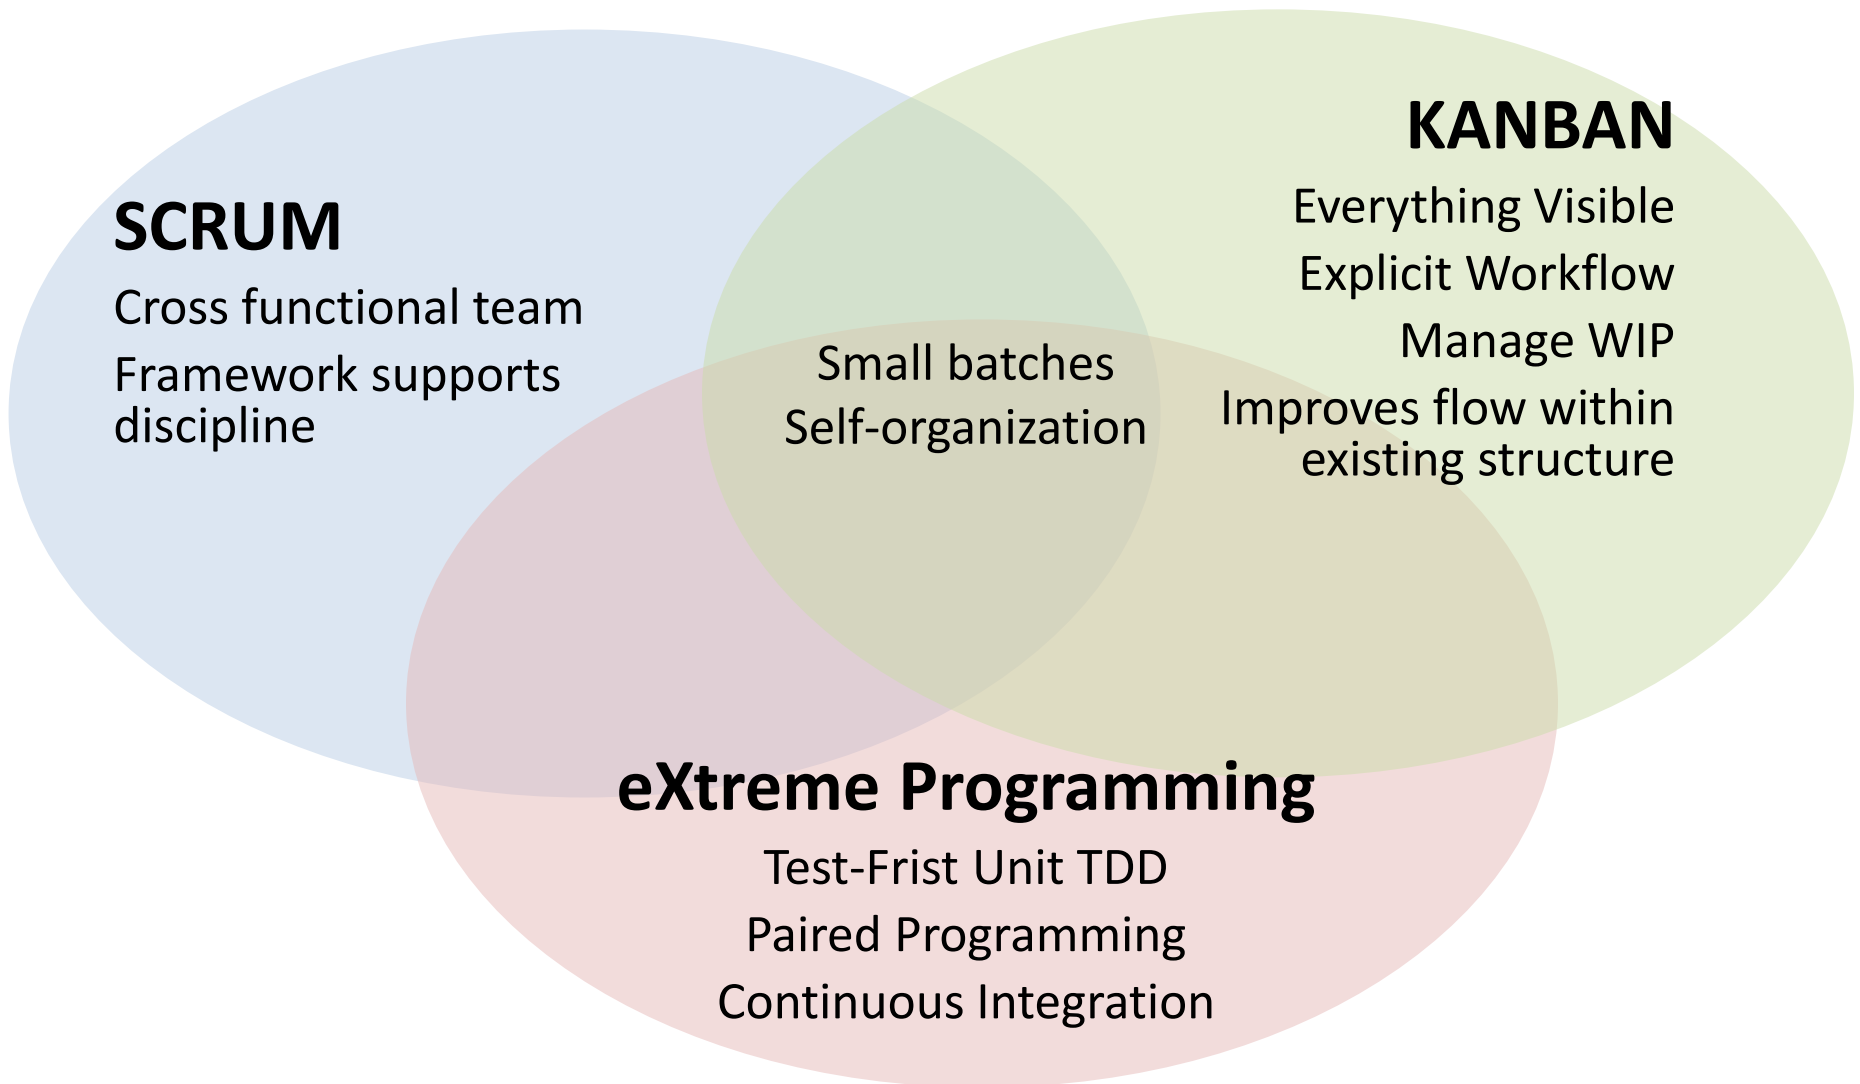 SCRUM
Cross functional team
Framework supports
discipline
KANBAN
Everything Visible
Explicit Workflow
Manage WIP
Improves flow within
existing structure
Small batches
Self-organization
eXtreme Programming
Test-Frist Unit TDD
Paired Programming
Continuous Integration